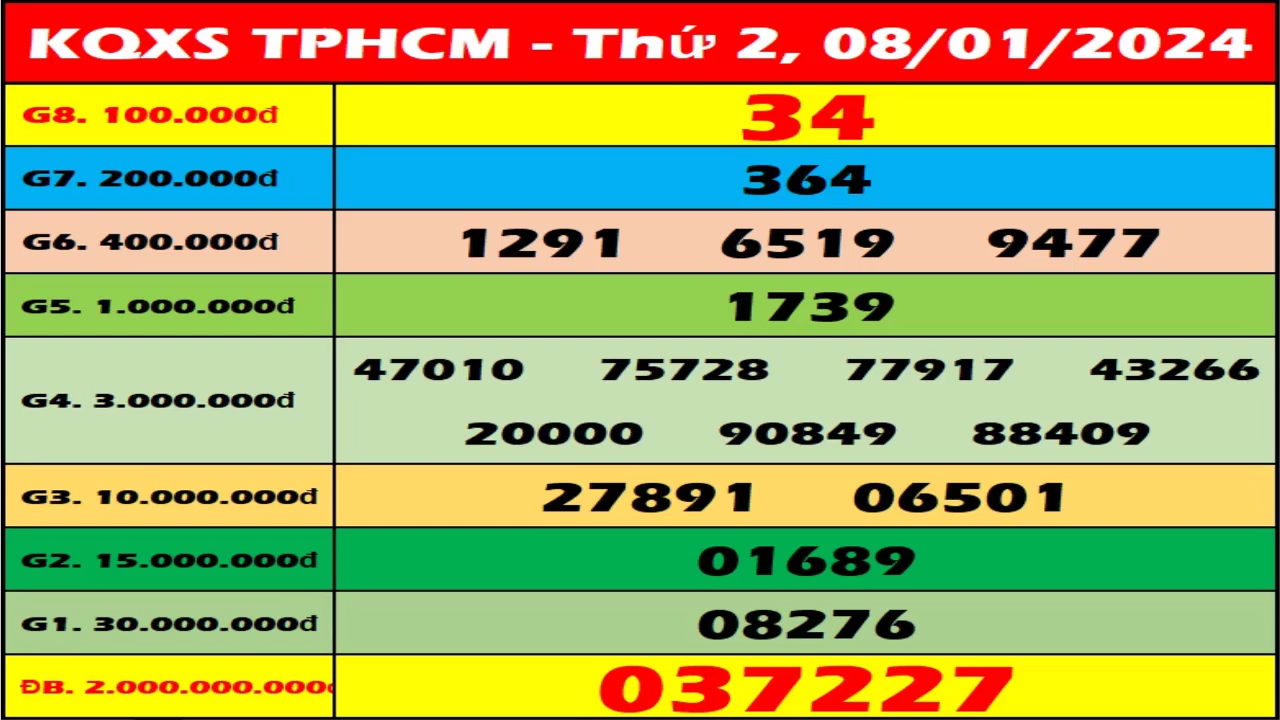 KQXS TPHCM - Thứ 2, 08/01/2024
G8. 100.000đ 34
G7. 200.000đ 364
G6. 400.000đ 1291 6519 9477
G5. 1.000.000đ 1739
G4. 3.000.000đ 47010 75728 77917 43266
20000 90849 88409
G3. 10.000.000đ 27891 06501
G2. 15.000.000đ 01689
G1. 30.000.000đ 08276
ĐB. 2.000.000.000đ 037227